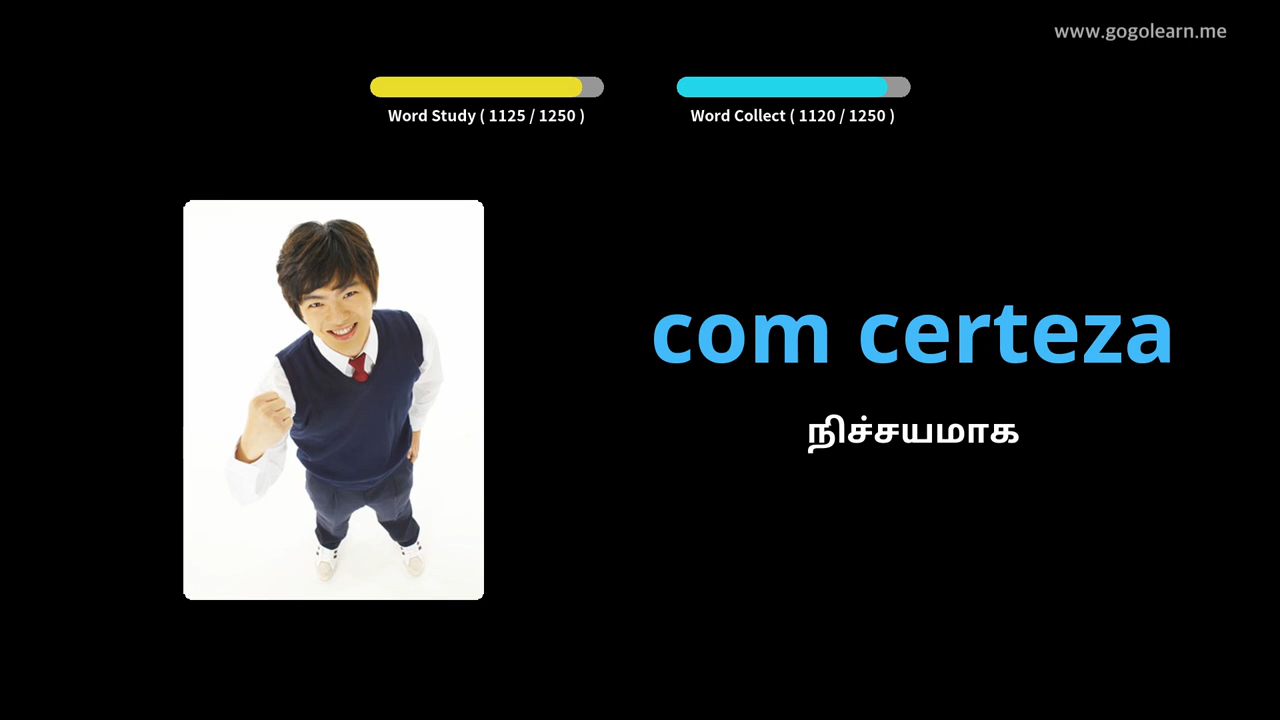 www.gogolearn.me
Word Study ( 1125 / 1250 )
Word Collect ( 1120 / 1250 )
com certeza
நிச்சயமாக